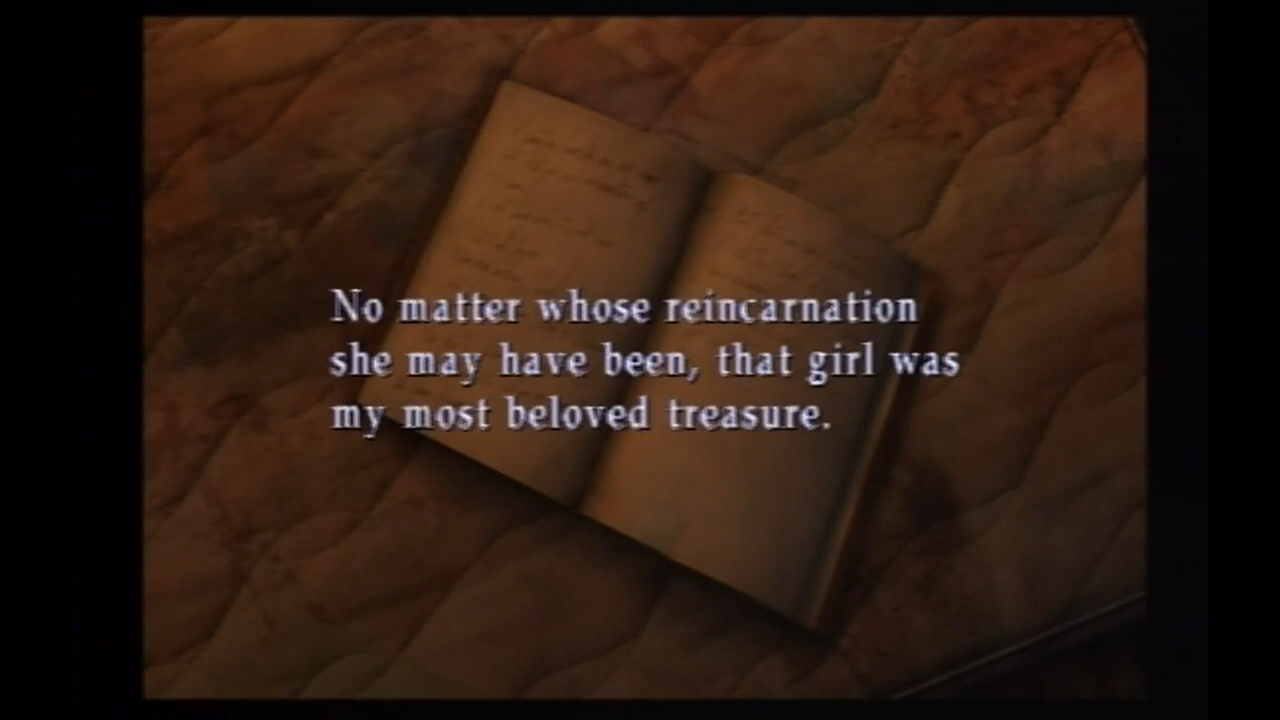 No matter whose reincarnation
she may have been, that girl was
my most beloved treasure.